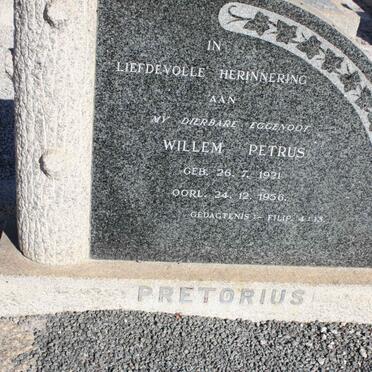 IN
LIEFDEVOLLE HERINNERING
AAN
MY DIERBARE EGGENOOT
WILLEM PETRUS
GEB. 26. 7. 1921
OORL. 24. 12. 1956.
GEDAGTENIS :- FILIP. 4:13.
PRETORIUS